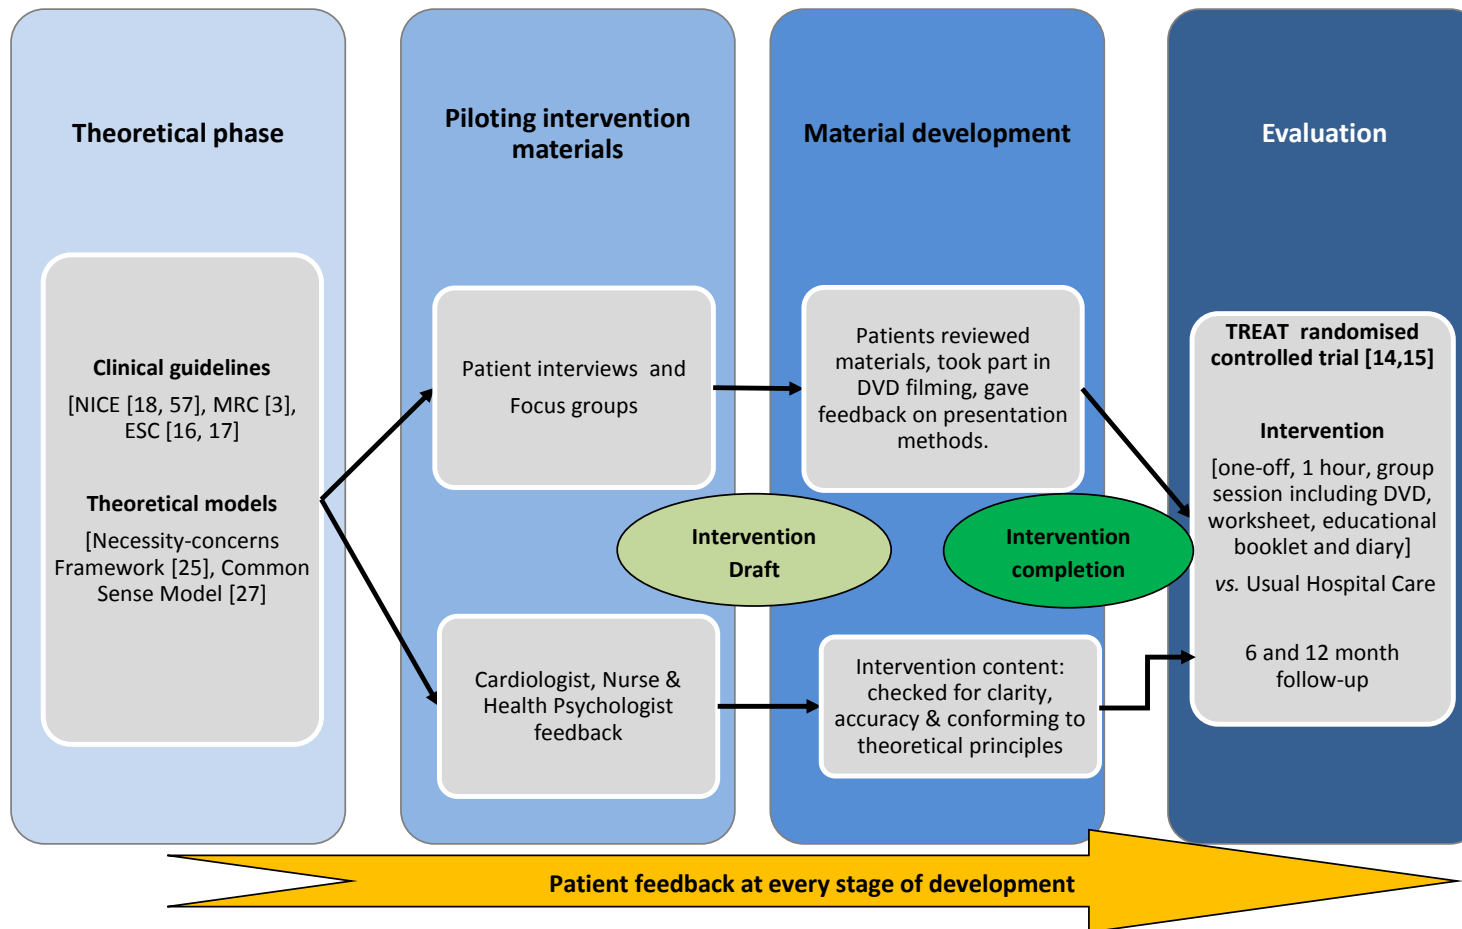 Theoretical phase
Clinical guidelines
[NICE [18, 57], MRC [3],
ESC [16, 17]
Theoretical models
[Necessity-concerns
Framework [25], Common
Sense Model [27]
Piloting intervention
materials
Patient interviews and
Focus groups
Cardiologist, Nurse &
Health Psychologist
feedback
Intervention
Draft
Material development
Patients reviewed
materials, took part in
DVD filming, gave
feedback on presentation
methods.
Intervention
completion
Intervention content:
checked for clarity,
accuracy & conforming to
theoretical principles
Evaluation
TREAT randomised
controlled trial [14,15]
Intervention
[one-off, 1 hour, group
session including DVD,
worksheet, educational
booklet and diary]
vs. Usual Hospital Care
6 and 12 month
follow-up
Patient feedback at every stage of development